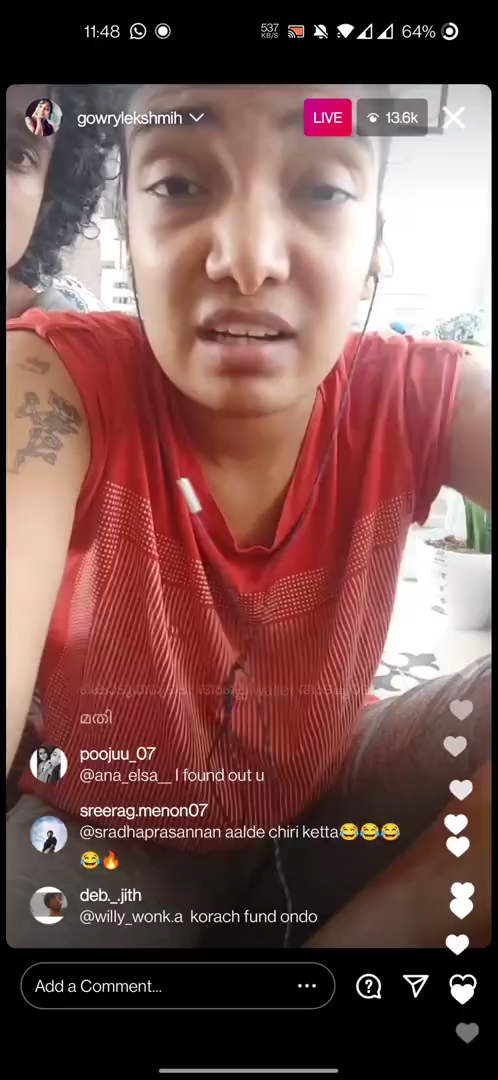 11:48
537
KB/S
64%
gowrylekshmih
LIVE
13.6k
മതി
poojuu_07
@ana_elsa__ I found out u
sreerag.menon07
@sradhaprasannan aalde chiri ketta😂😂😂
😂🔥
deb._.jith
@willy_wonk.a korach fund ondo
Add a Comment...